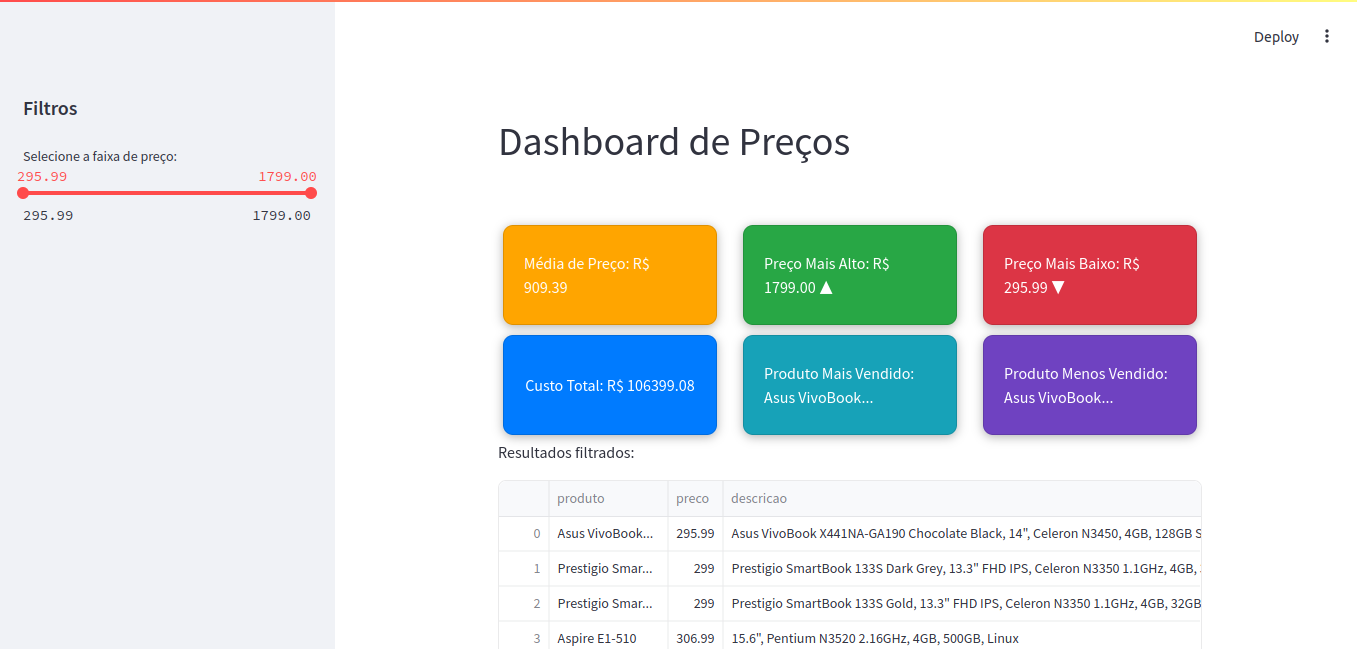 Deploy
Filtros
Selecione a faixa de preço:
295.99 1799.00
295.99 1799.00
Dashboard de Preços
Média de Preço: R$
909.39
Preço Mais Alto: R$
1799.00 ▲
Preço Mais Baixo: R$
295.99 ▼
Custo Total: R$ 106399.08
Produto Mais Vendido:
Asus VivoBook...
Produto Menos Vendido:
Asus VivoBook...
Resultados filtrados:
produto preco descricao
0 Asus VivoBook... 295.99 Asus VivoBook X441NA-GA190 Chocolate Black, 14", Celeron N3450, 4GB, 128GB S
1 Prestigio Smar... 299 Prestigio SmartBook 133S Dark Grey, 13.3" FHD IPS, Celeron N3350 1.1GHz, 4GB,
2 Prestigio Smar... 299 Prestigio SmartBook 133S Gold, 13.3" FHD IPS, Celeron N3350 1.1GHz, 4GB, 32GB
3 Aspire E1-510 306.99 15.6", Pentium N3520 2.16GHz, 4GB, 500GB, Linux